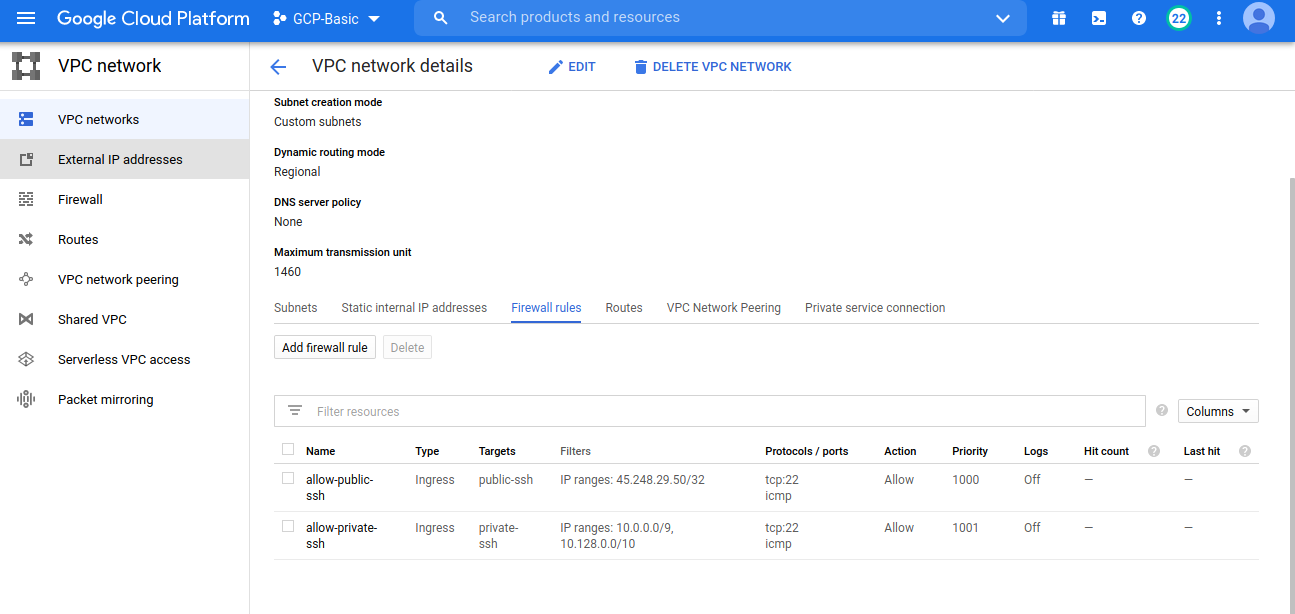 Google Cloud Platform GCP-Basic Search products and resources 22
VPC network VPC network details EDIT DELETE VPC NETWORK
VPC networks
External IP addresses
Firewall
Routes
VPC network peering
Shared VPC
Serverless VPC access
Packet mirroring
Subnet creation mode
Custom subnets
Dynamic routing mode
Regional
DNS server policy
None
Maximum transmission unit
1460
Subnets Static internal IP addresses Firewall rules Routes VPC Network Peering Private service connection
Add firewall rule Delete
Filter resources Columns
Name Type Targets Filters Protocols / ports Action Priority Logs Hit count Last hit
allow-public- Ingress public-ssh IP ranges: 45.248.29.50/32 tcp:22 Allow 1000 Off — —
ssh icmp
allow-private- Ingress private- IP ranges: 10.0.0.0/9, tcp:22 Allow 1001 Off — —
ssh ssh 10.128.0.0/10 icmp